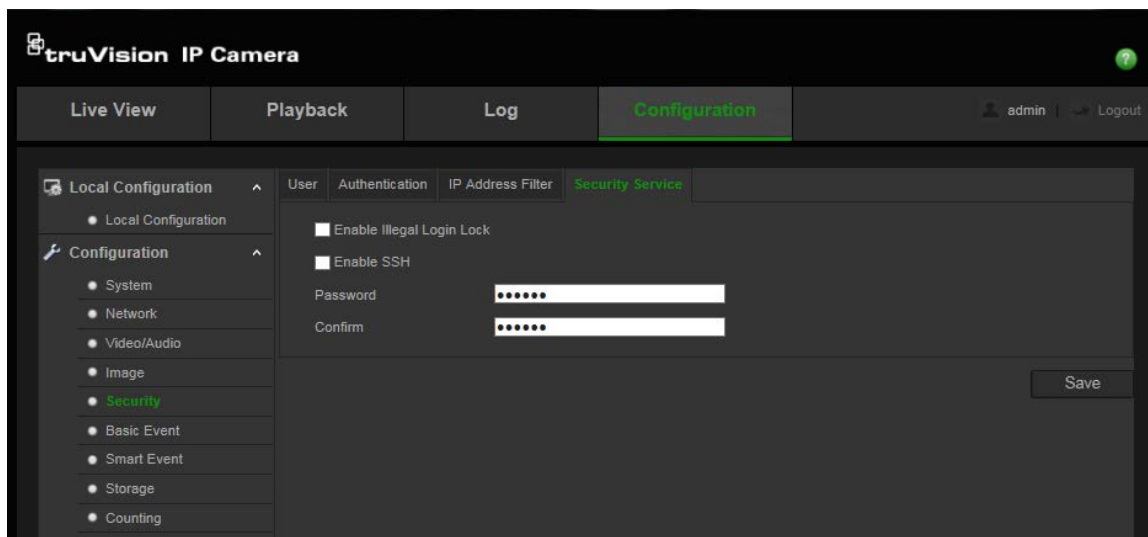 truVision IP Camera
?
Live View Playback Log Configuration admin | Logout
Local Configuration
Local Configuration
Configuration
System
Network
Video/Audio
Image
Security
Basic Event
Smart Event
Storage
Counting
User Authentication IP Address Filter Security Service
Enable Illegal Login Lock
Enable SSH
Password ••••••
Confirm ••••••
Save